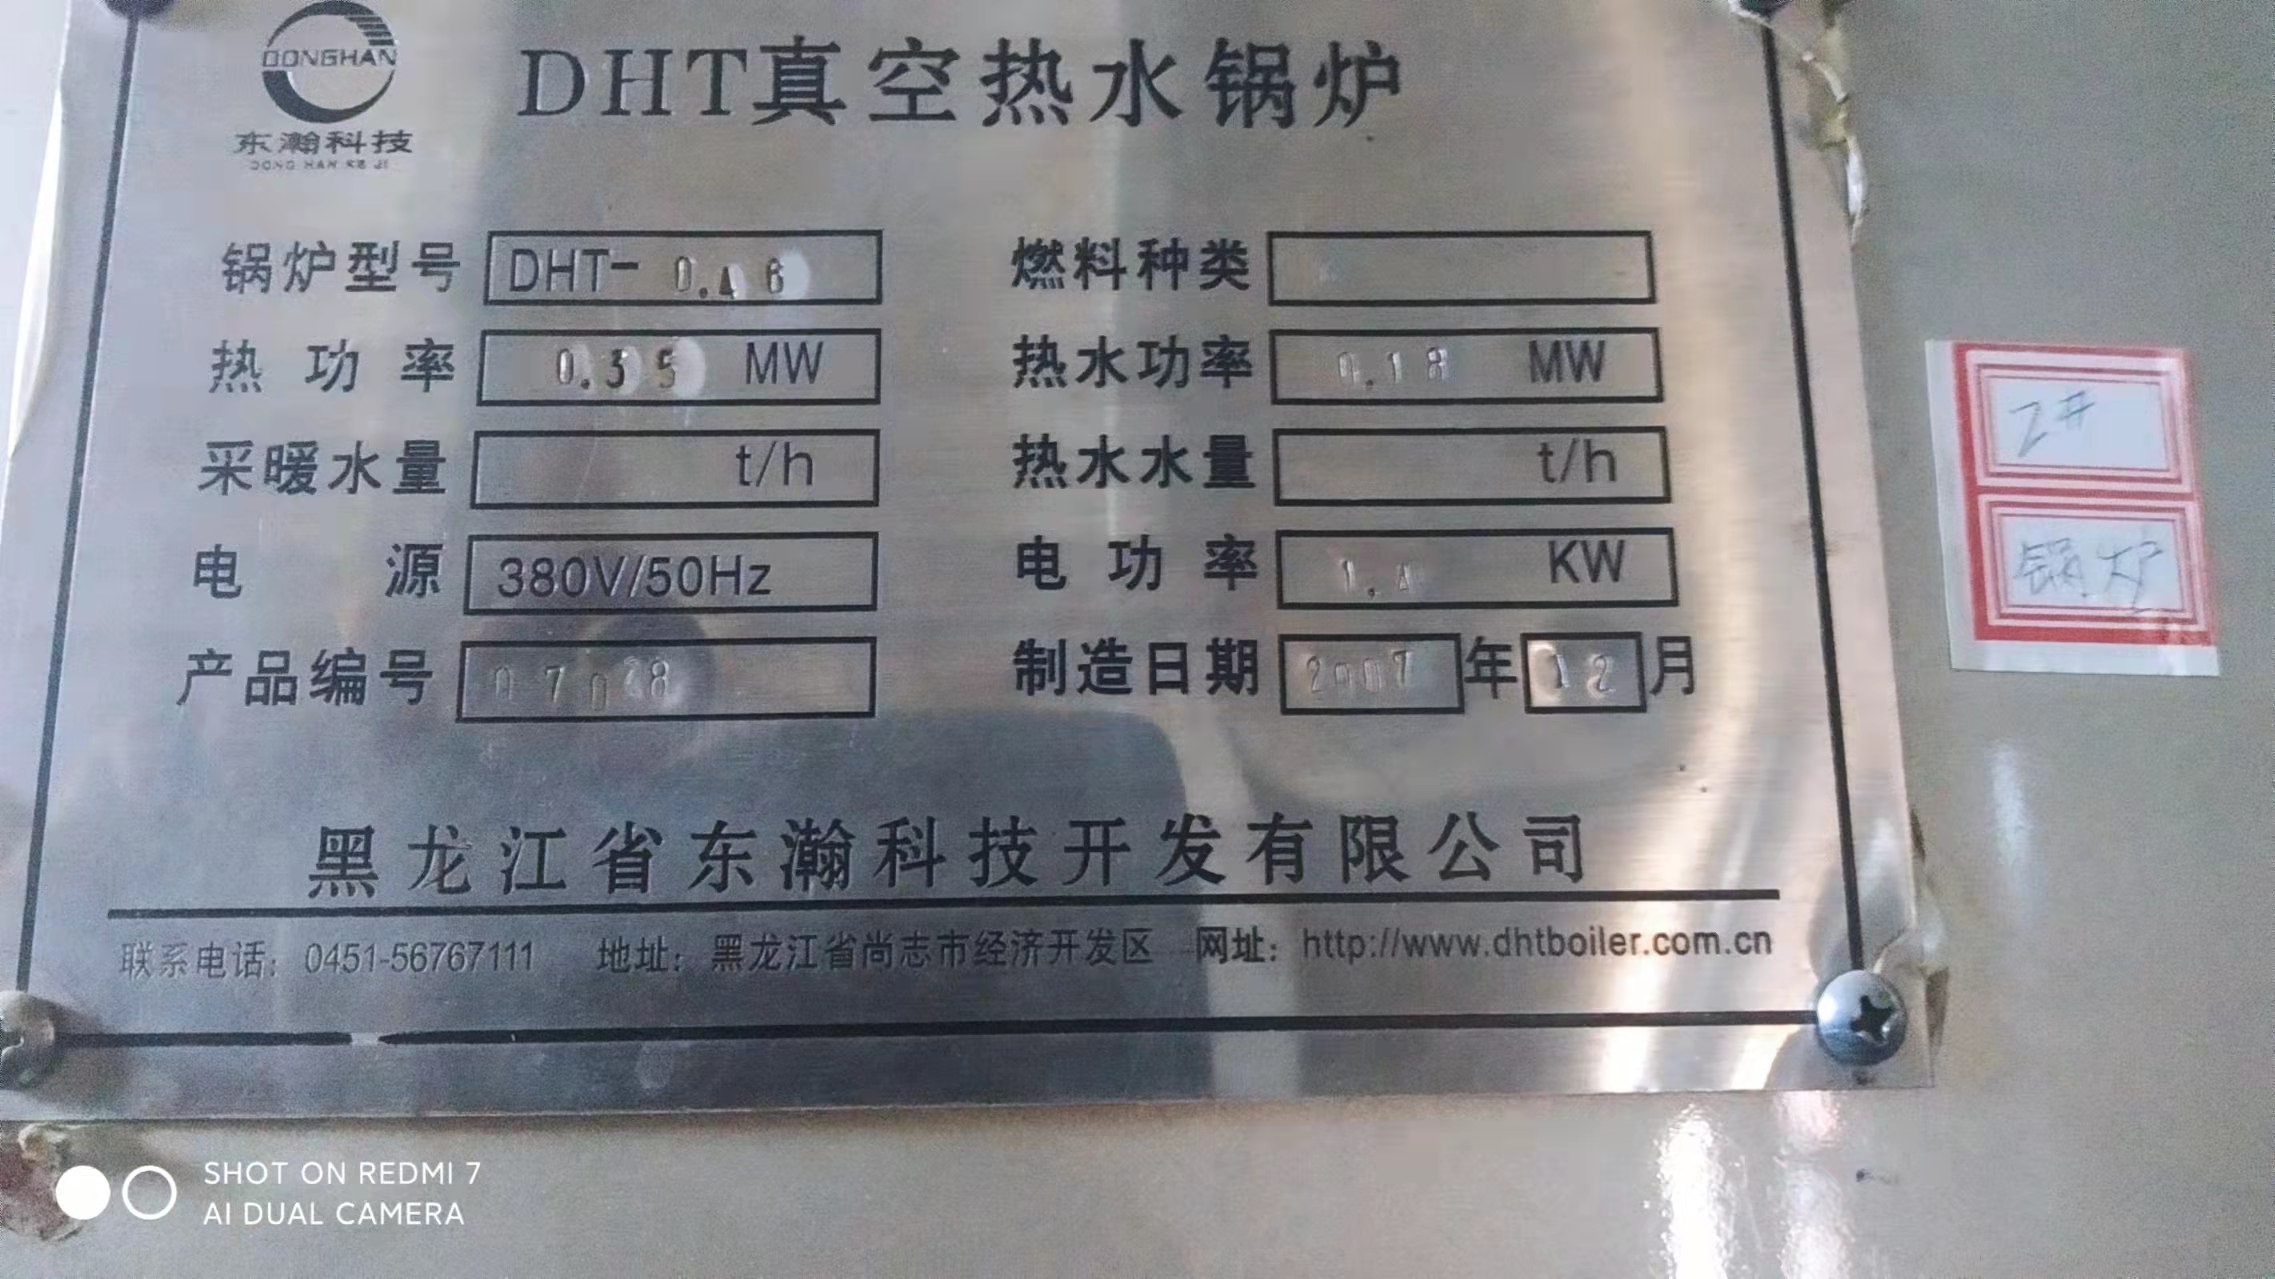 DONGHAN
东瀚科技
DONG HAN KE JI
DHT真空热水锅炉
锅炉型号 DHT- 0.46 燃料种类
热功率 0.35 MW 热水功率 0.18 MW
采暖水量 t/h 热水水量 t/h
电源 380V/50Hz 电功率 KW
产品编号 制造日期 2007 年 12 月
黑龙江省东瀚科技开发有限公司
联系电话：0451-56767111 地址：黑龙江省尚志市经济开发区 网址：http://www.dhtboiler.com.cn
2#
锅炉
SHOT ON REDMI 7
AI DUAL CAMERA